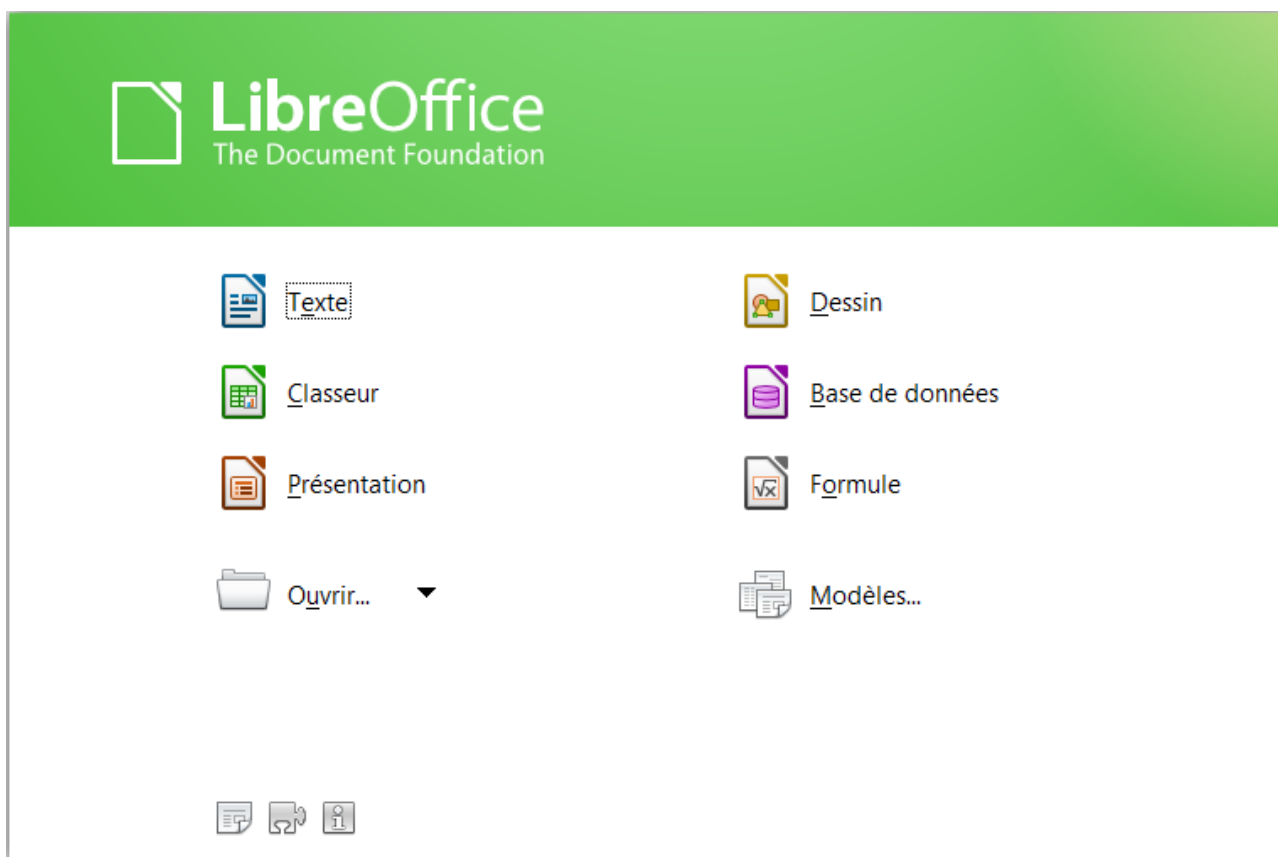 LibreOffice
The Document Foundation
Texte
Dessin
Classeur
Base de données
Présentation
Formule
Ouvrir...
Modèles...